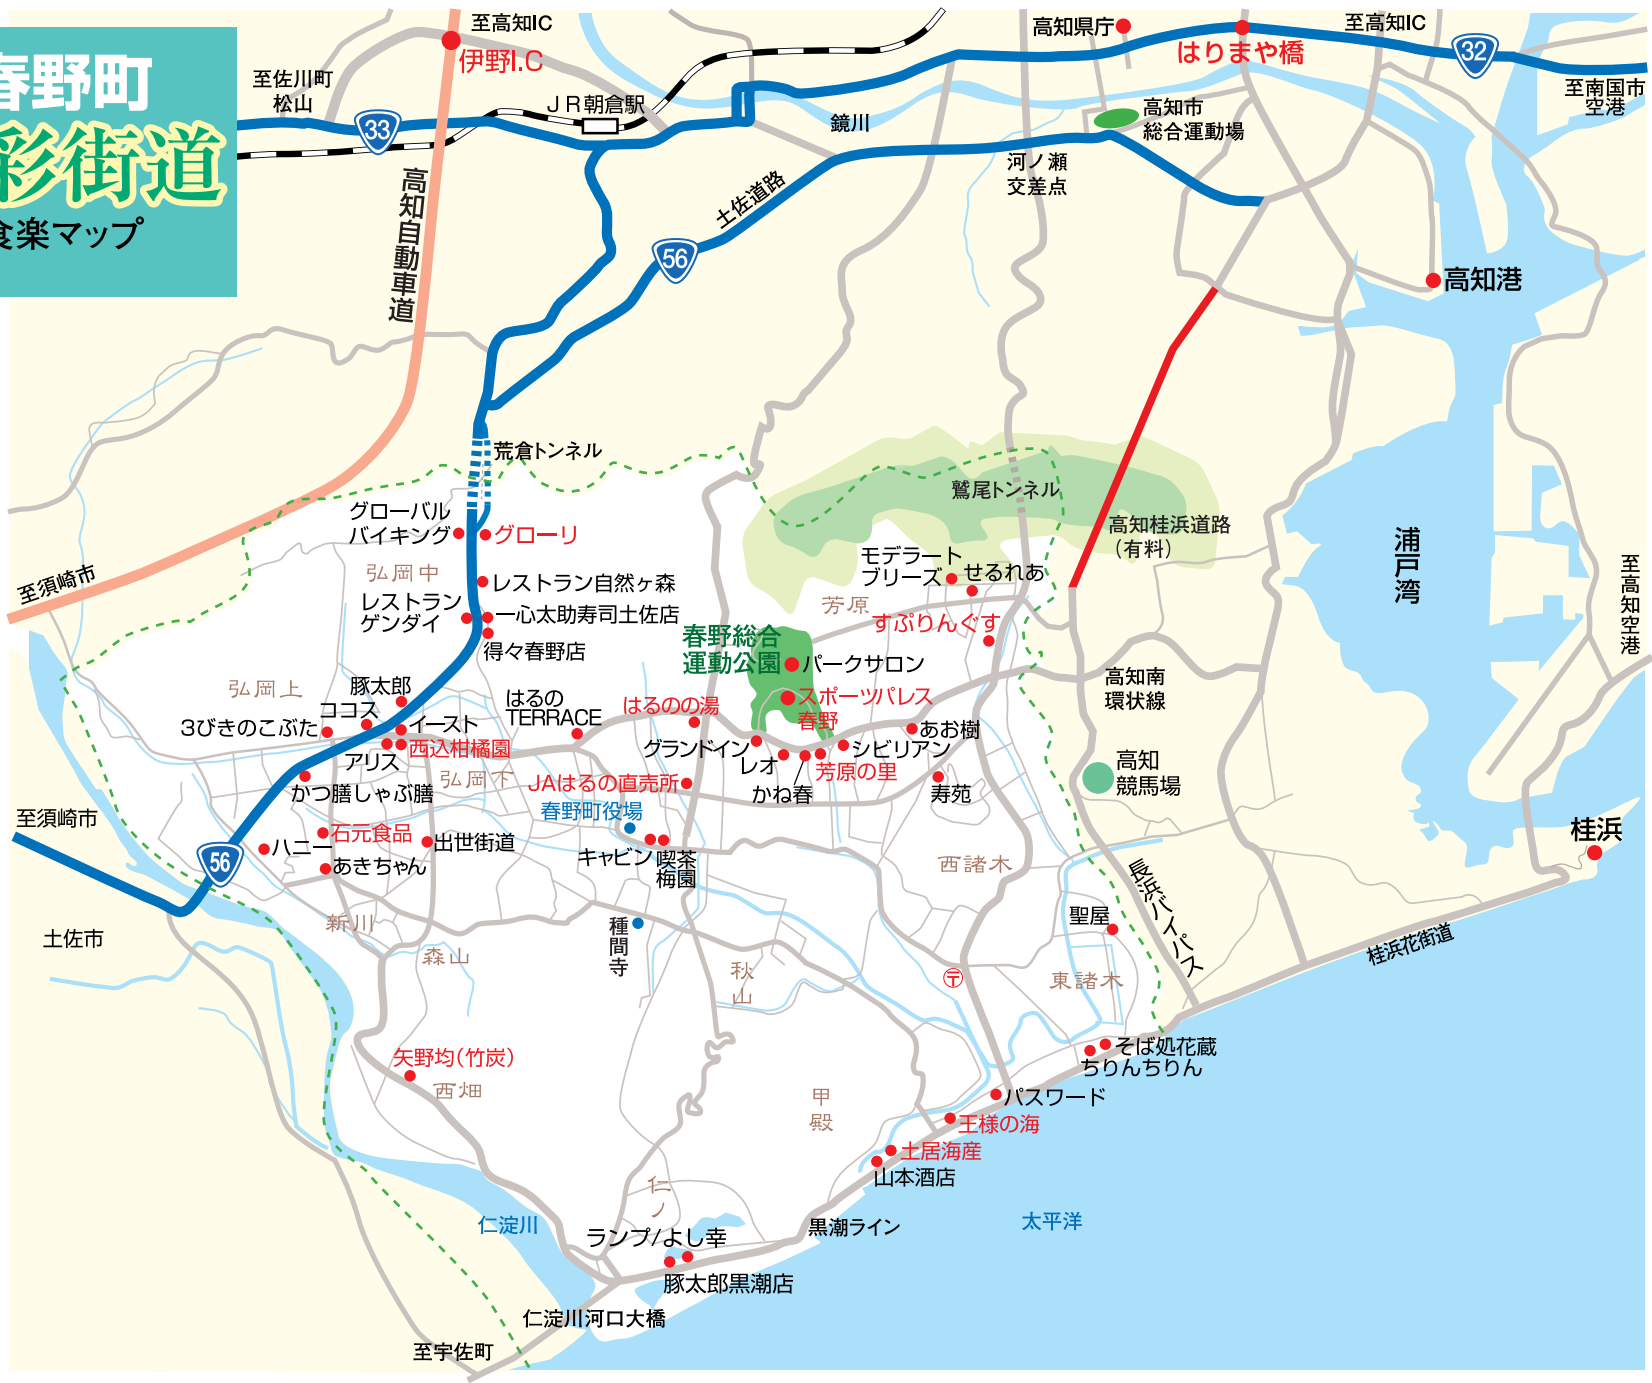 春野町
彩街道
食楽マップ
至高知IC
伊野I.C
至佐川町
松山
33
JR朝倉駅
高知自動車道
鏡川
土佐道路
56
高知県庁
はりまや橋
至高知IC
32
至南国市
空港
高知市
総合運動場
河ノ瀬
交差点
高知港
荒倉トンネル
鷲尾トンネル
高知桂浜道路
(有料)
浦戸湾
至高知空港
至須崎市
グローバル
バイキング
グローリ
弘岡中
レストラン自然ヶ森
レストラン
ゲンダイ
一心太助寿司土佐店
得々春野店
モデラート
ブリーズ
せるれあ
芳原
すぷりんぐす
春野総合
運動公園
パークサロン
スポーツパレス
春野
高知南
環状線
弘岡上
豚太郎
ココス
3びきのこぶた
イースト
西込柑橘園
アリス
はるの
TERRACE
はるのの湯
グランドイン
レオ
かね春
芳原の里
シビリアン
あお樹
寿苑
高知
競馬場
弘岡下
かつ膳しゃぶ膳
JAはるの直売所
春野町役場
至須崎市
56
石元食品
ハニー
あきちゃん
出世街道
キャビン
喫茶
梅園
西諸木
桂浜
長浜バイパス
聖屋
桂浜花街道
土佐市
新川
森山
種間寺
秋山
〒
東諸木
矢野均(竹炭)
西畑
甲殿
そば処花蔵
ちりんちりん
パスワード
王様の海
土居海産
山本酒店
仁ノ
仁淀川
ランプ/よし幸
黒潮ライン
太平洋
豚太郎黒潮店
仁淀川河口大橋
至宇佐町